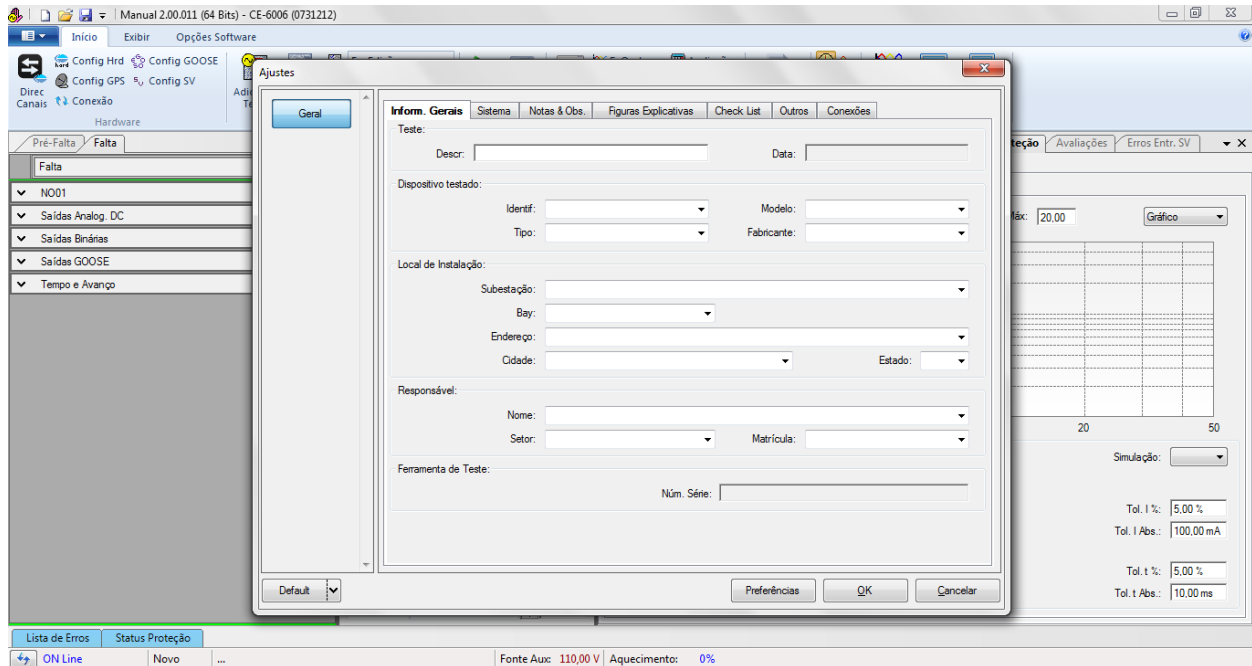 Manual 2.00.011 (64 Bits) - CE-6006 (0731212)
Início Exibir Opções Software
Config Hrd Config GOOSE
Config GPS Config SV
Direc Canais Conexão
Hardware
Pré-Falta Falta
Falta
NO01
Saídas Analog. DC
Saídas Binárias
Saídas GOOSE
Tempo e Avanço
Ajustes
Geral
Inform. Gerais Sistema Notas & Obs. Figuras Explicativas Check List Outros Conexões
Teste:
Descr: Data:
Dispositivo testado:
Identif: Modelo:
Tipo: Fabricante:
Local de Instalação:
Subestação:
Bay:
Endereço:
Cidade: Estado:
Responsável:
Nome:
Setor: Matrícula:
Ferramenta de Teste:
Núm. Série:
Default Preferências OK Cancelar
teção Avaliações Erros Entr. SV
Máx: 20,00 Gráfico
20 50
Simulação:
Tol. I %: 5,00 %
Tol. I Abs.: 100,00 mA
Tol. t %: 5,00 %
Tol. t Abs.: 10,00 ms
Lista de Erros Status Proteção
ON Line Novo ... Fonte Aux: 110,00 V Aquecimento: 0%